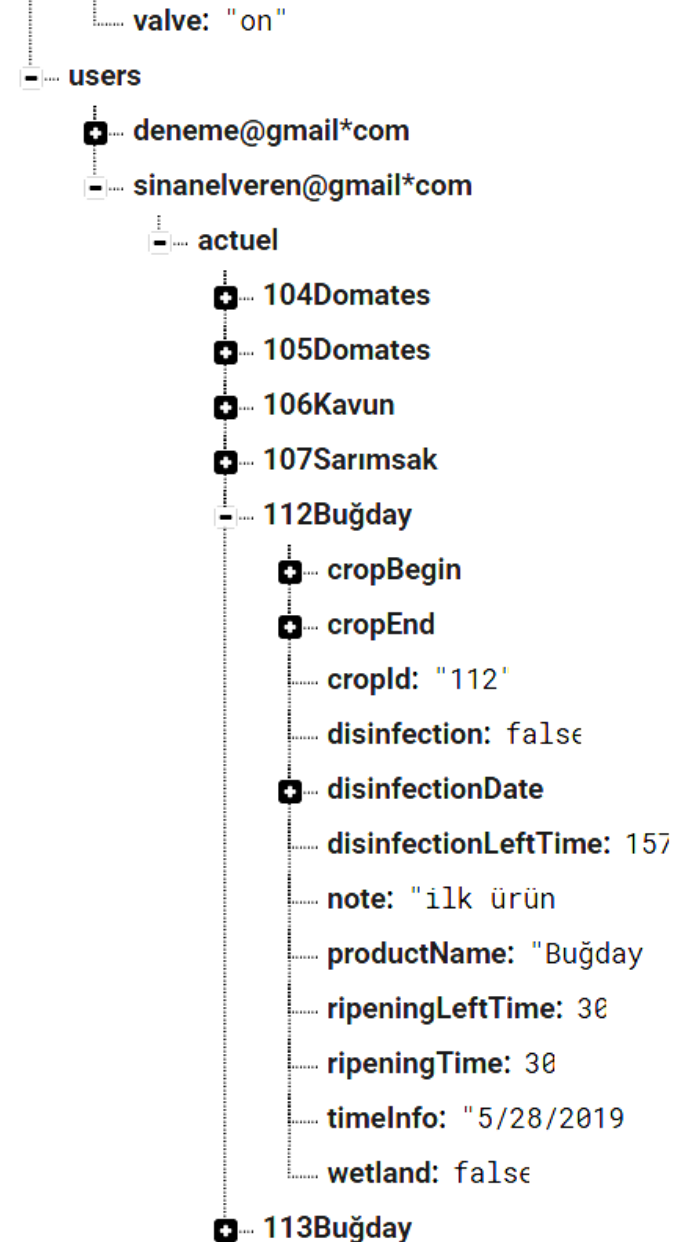 valve: "on"
users
deneme@gmail*com
sinanelveren@gmail*com
actuel
104Domates
105Domates
106Kavun
107Sarımsak
112Buğday
cropBegin
cropEnd
cropId: "112'
disinfection: false
disinfectionDate
disinfectionLeftTime: 157
note: "ilk ürün
productName: "Buğday
ripeningLeftTime: 30
ripeningTime: 30
timeInfo: "5/28/2019
wetland: false
113Buğday